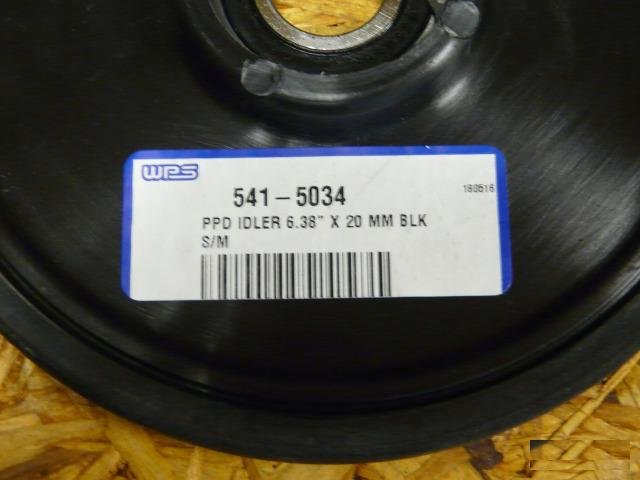 WPS
541-5034
180516
PPD IDLER 6.38" X 20 MM BLK
S/M